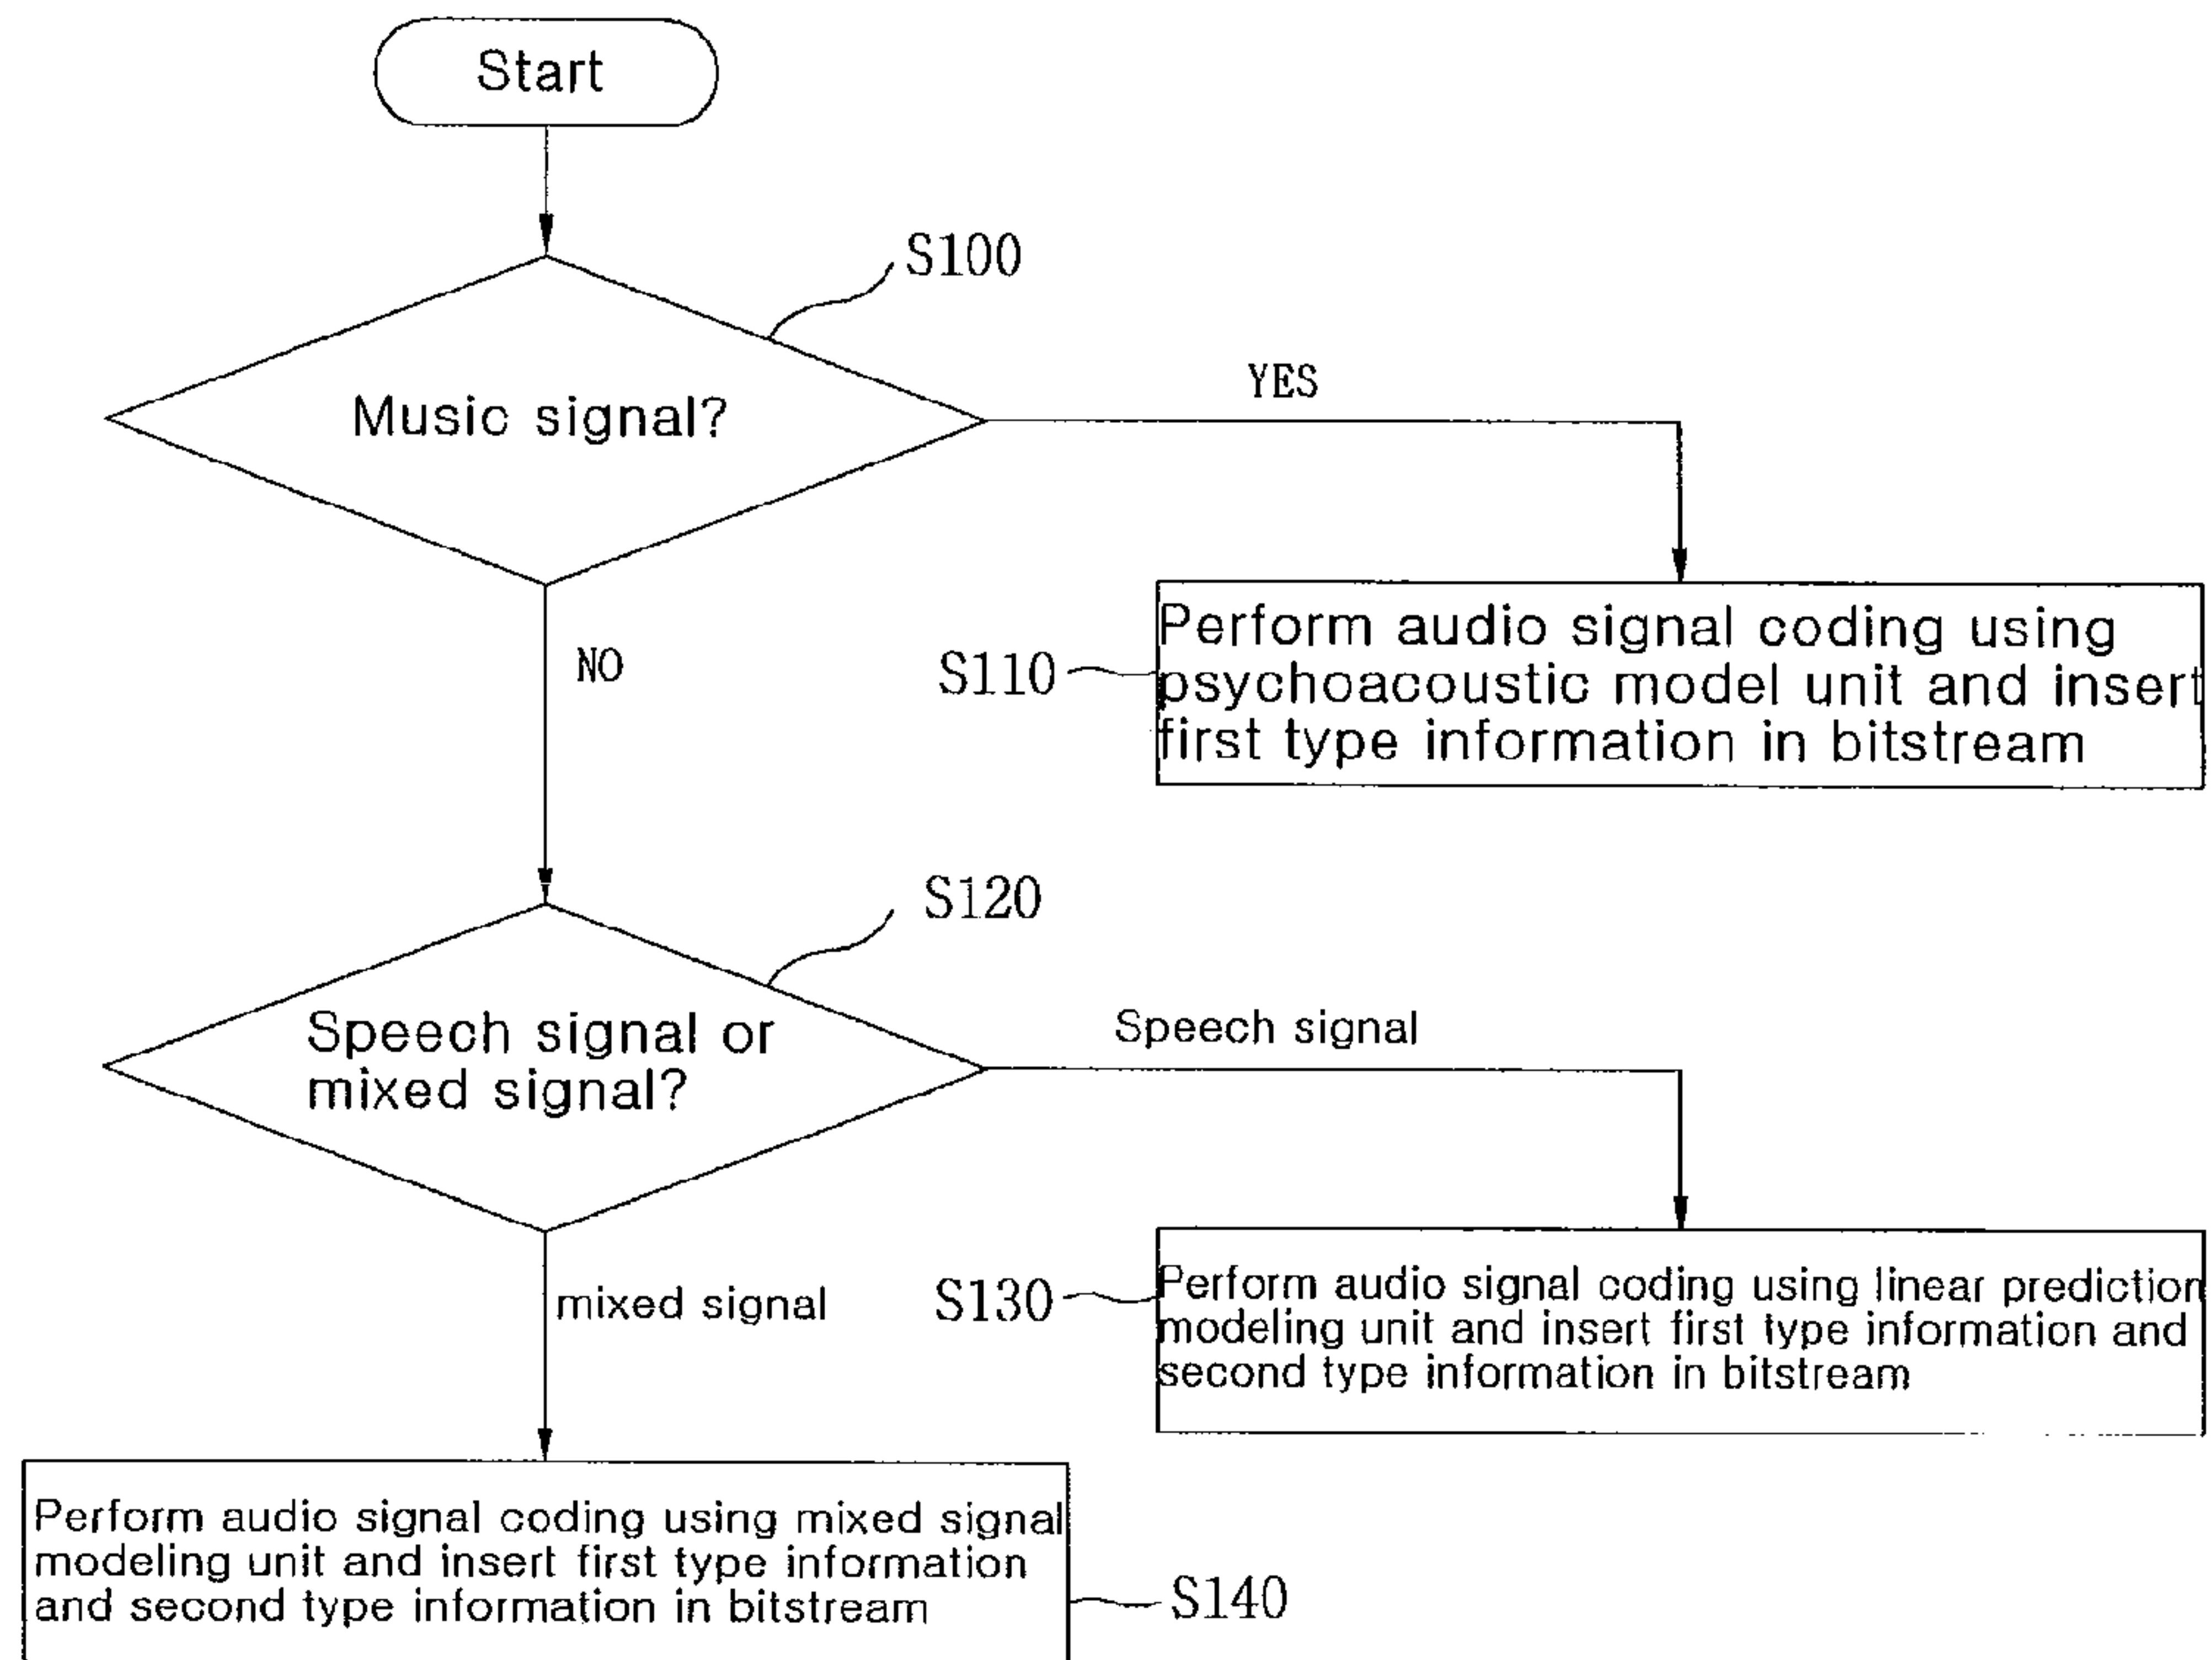 Start
S100
Music signal?
YES
NO
S110
Perform audio signal coding using
psychoacoustic model unit and insert
first type information in bitstream
S120
Speech signal or
mixed signal?
Speech signal
mixed signal
S130
Perform audio signal coding using linear prediction
modeling unit and insert first type information and
second type information in bitstream
Perform audio signal coding using mixed signal
modeling unit and insert first type information
and second type information in bitstream
S140